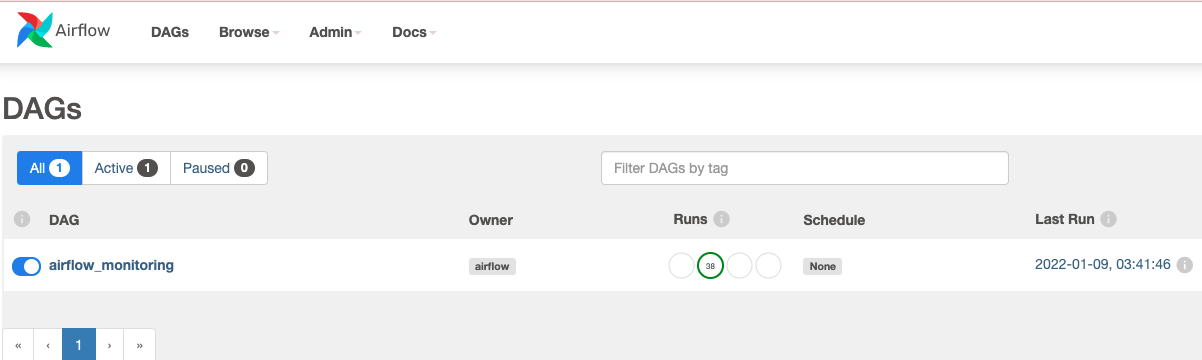 Airflow DAGs Browse Admin Docs
DAGs
All 1 Active 1 Paused 0 Filter DAGs by tag
i DAG Owner Runs i Schedule Last Run i
airflow_monitoring airflow 38 None 2022-01-09, 03:41:46 i
« ‹ 1 › »